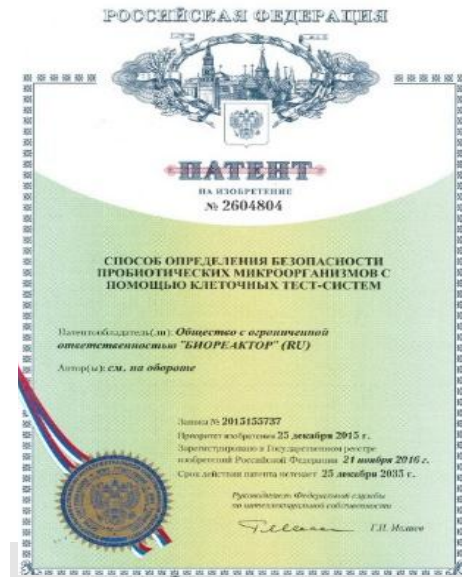 РОССИЙСКАЯ ФЕДЕРАЦИЯ
ПАТЕНТ
НА ИЗОБРЕТЕНИЕ
№ 2604804
СПОСОБ ОПРЕДЕЛЕНИЯ БЕЗОПАСНОСТИ
ПРОБИОТИЧЕСКИХ МИКРООРГАНИЗМОВ С
ПОМОЩЬЮ КЛЕТОЧНЫХ ТЕСТ-СИСТЕМ
Патентообладатель(ли): Общество с ограниченной
ответственностью "БИОРЕАКТОР" (RU)
Автор(ы): см. на обороте
Заявка № 2015155737
Приоритет изобретения 25 декабря 2015 г.
Зарегистрировано в Государственном реестре
изобретений Российской Федерации 21 ноября 2016 г.
Срок действия патента истекает 25 декабря 2035 г.
Руководитель Федеральной службы
по интеллектуальной собственности
Г.П. Ивлиев